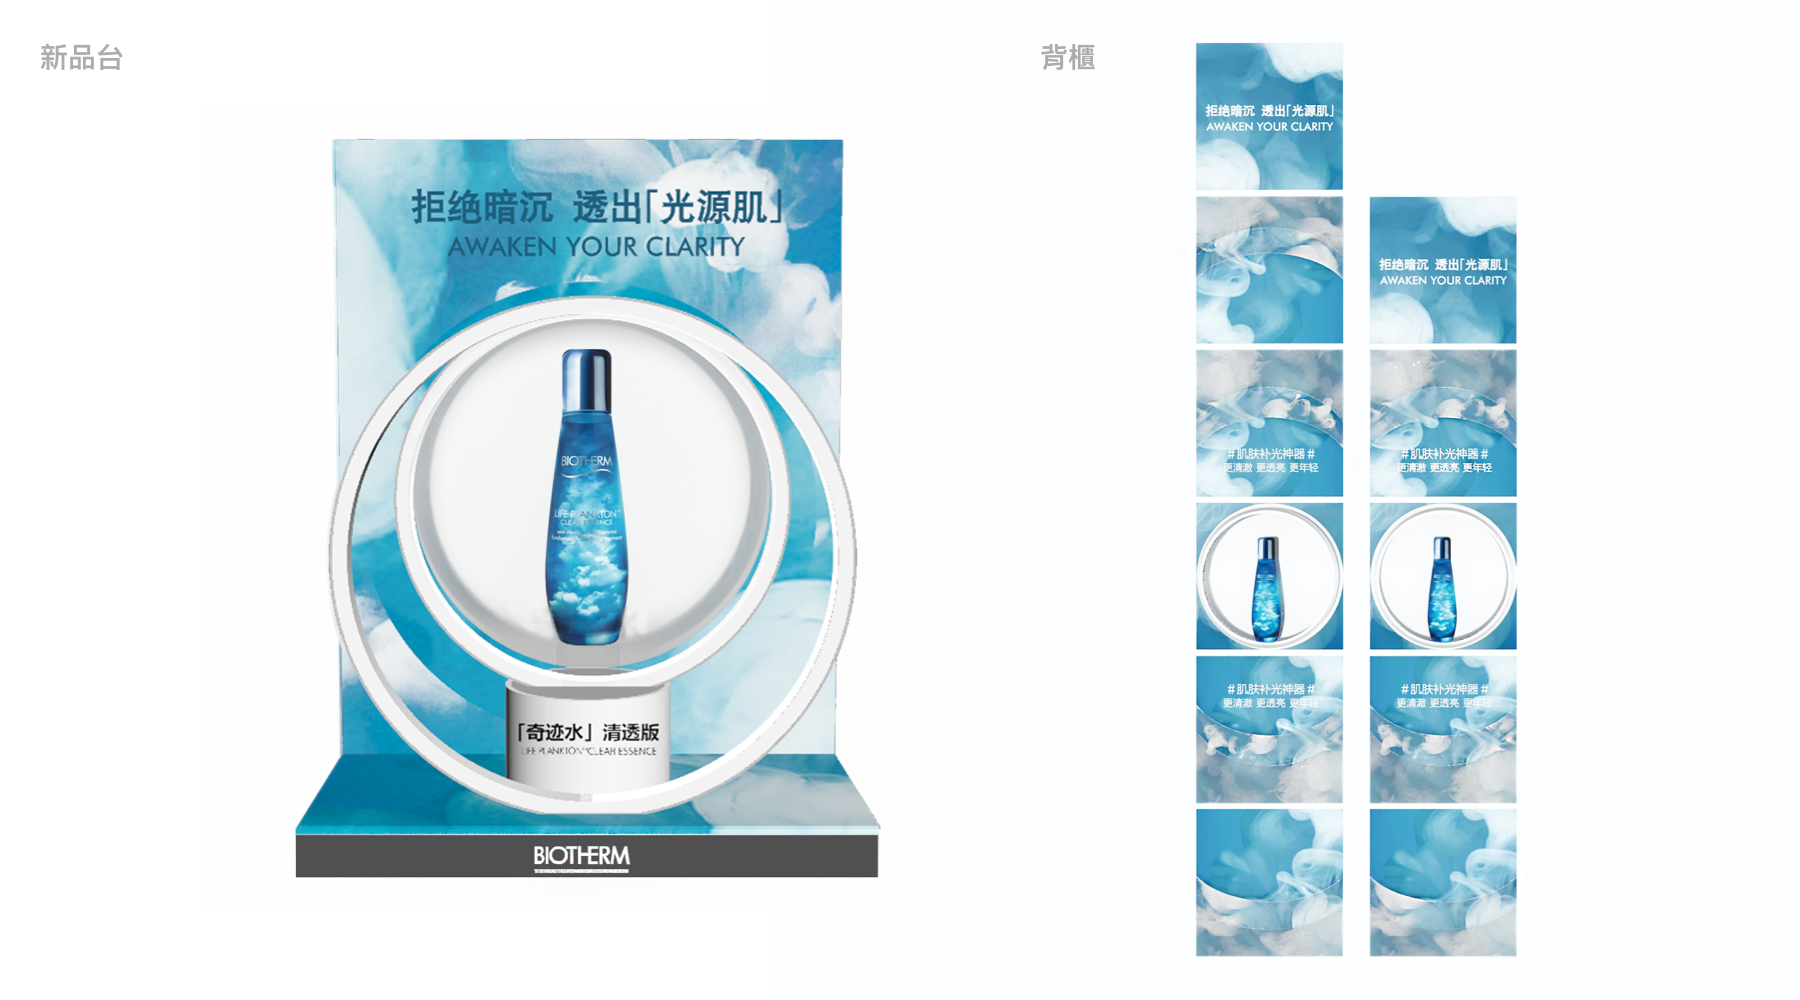 新品台
拒绝暗沉 透出「光源肌」
AWAKEN YOUR CLARITY
BIOTHERM
LIFE PLANKTON™
CLEAR ESSENCE
「奇迹水」清透版
LIFE PLANKTON™CLEAR ESSENCE
BIOTHERM
背櫃
拒绝暗沉 透出「光源肌」
AWAKEN YOUR CLARITY
#肌肤补光神器#
更清澈 更透亮 更年轻
BIOTHERM
#肌肤补光神器#
更清澈 更透亮 更年轻
拒绝暗沉 透出「光源肌」
AWAKEN YOUR CLARITY
#肌肤补光神器#
更清澈 更透亮 更年轻
BIOTHERM
#肌肤补光神器#
更清澈 更透亮 更年轻